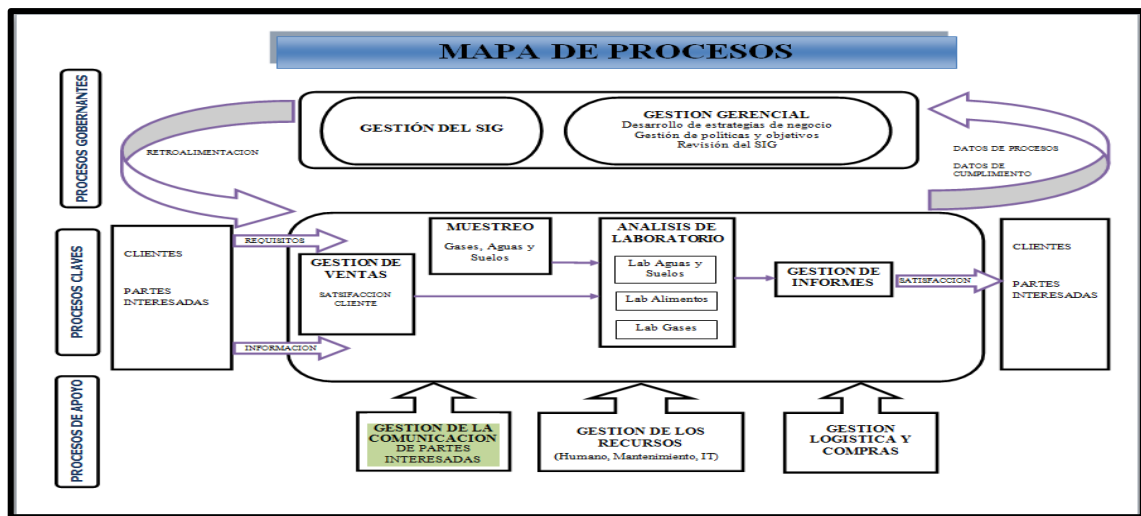 MAPA DE PROCESOS
PROCESOS GOBERNANTES
GESTIÓN DEL SIG
GESTION GERENCIAL
Desarrollo de estrategias de negocio
Gestión de políticas y objetivos
Revisión del SIG
RETROALIMENTACION
DATOS DE PROCESOS
DATOS DE
CUMPLIMIENTO
PROCESOS CLAVES
CLIENTES
PARTES
INTERESADAS
REQUISITOS
INFORMACION
GESTIÓN DE
VENTAS
SATSIFACCION
CLIENTE
MUESTREO
Gases, Aguas y
Suelos
ANALISIS DE
LABORATORIO
Lab Aguas y
Suelos
Lab Alimentos
Lab Gases
GESTION DE
INFORMES
SATISFACCION
CLIENTES
PARTES
INTERESADAS
PROCESOS DE APOYO
GESTION DE LA
COMUNICACION
DE PARTES
INTERESADAS
GESTIÓN DE LOS
RECURSOS
(Humano, Mantenimiento, IT)
GESTION
LOGISTICA Y
COMPRAS